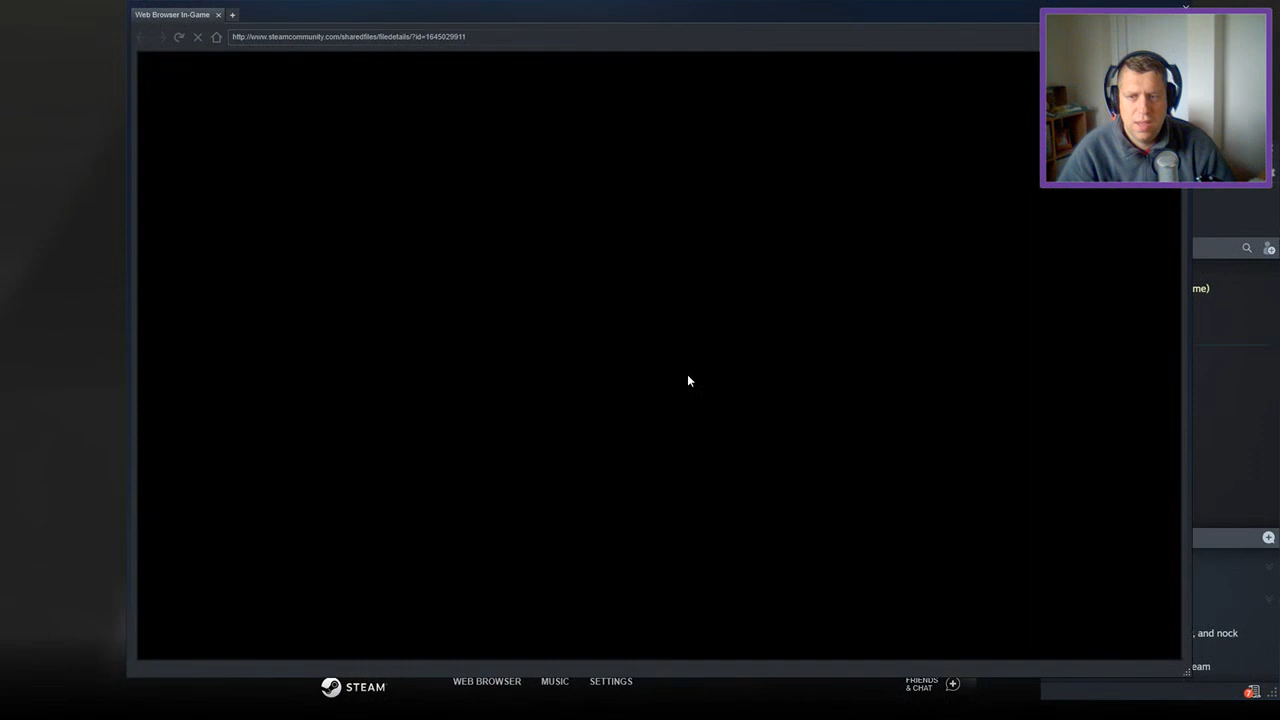 Web Browser In-Game
http://www.steamcommunity.com/sharedfiles/filedetails/?id=1645029911
me)
, and nock
eam
STEAM
WEB BROWSER
MUSIC
SETTINGS
FRIENDS
& CHAT
7